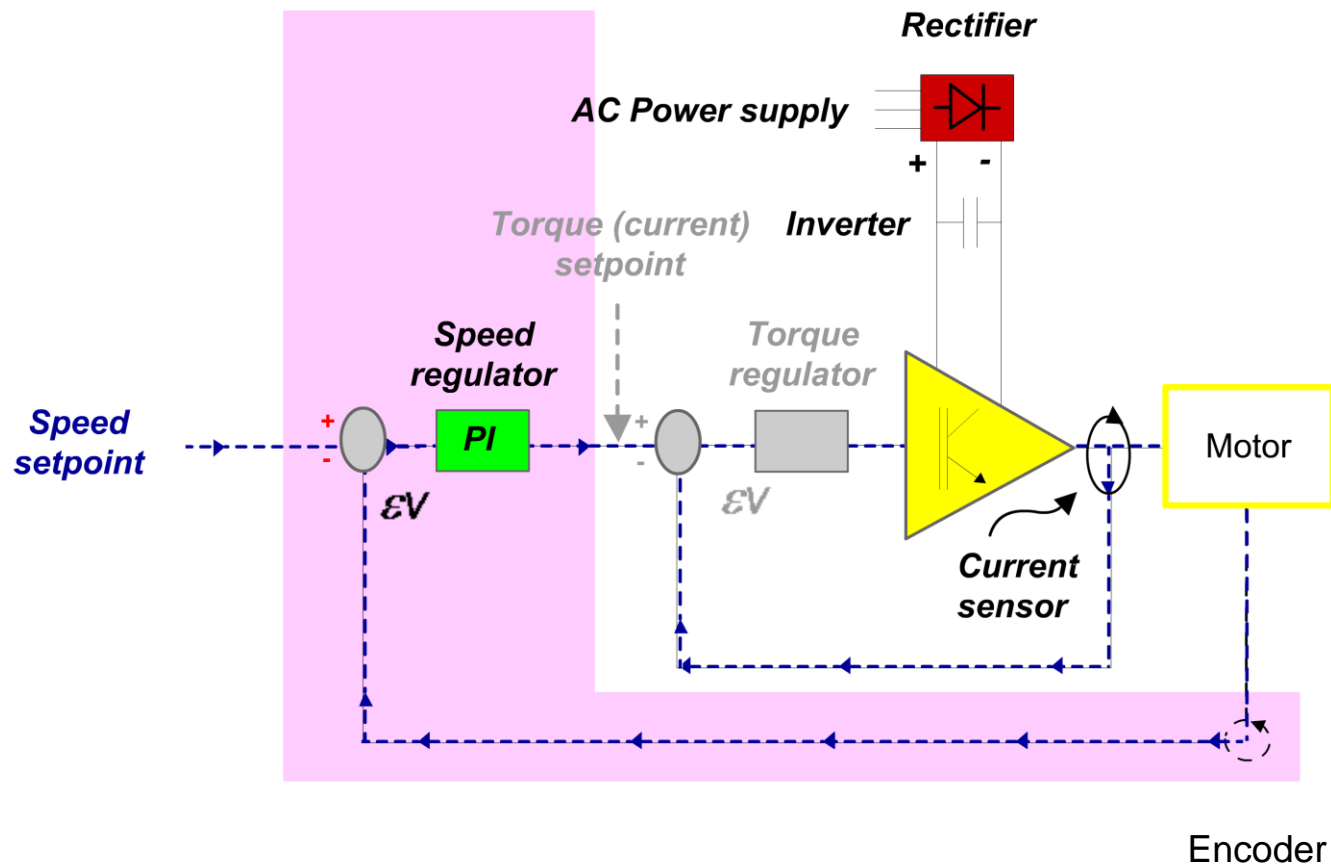 Rectifier
AC Power supply
+ -
Torque (current)
setpoint
Inverter
Speed
regulator
Torque
regulator
Speed
setpoint
+
-
PI
+
-
Motor
εV
εV
Current
sensor
Encoder